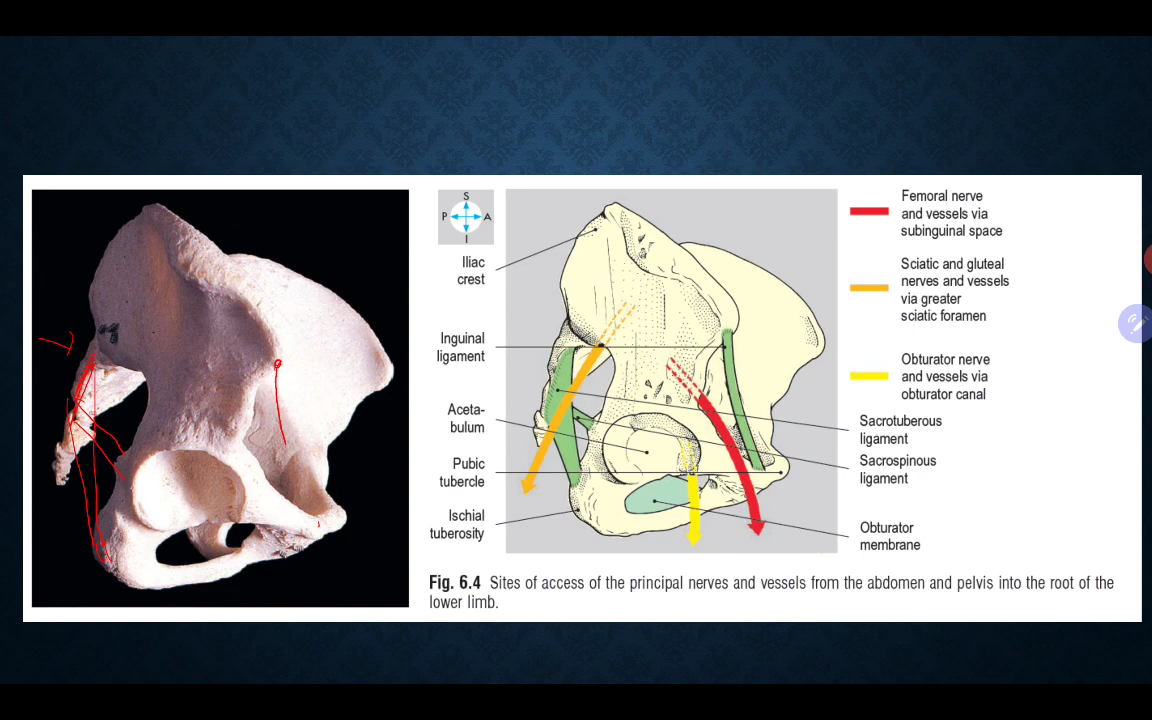 S
P
A
I
Iliac
crest
Inguinal
ligament
Aceta-
bulum
Pubic
tubercle
Ischial
tuberosity
Femoral nerve
and vessels via
subinguinal space
Sciatic and gluteal
nerves and vessels
via greater
sciatic foramen
Obturator nerve
and vessels via
obturator canal
Sacrotuberous
ligament
Sacrospinous
ligament
Obturator
membrane
Fig. 6.4 Sites of access of the principal nerves and vessels from the abdomen and pelvis into the root of the
lower limb.